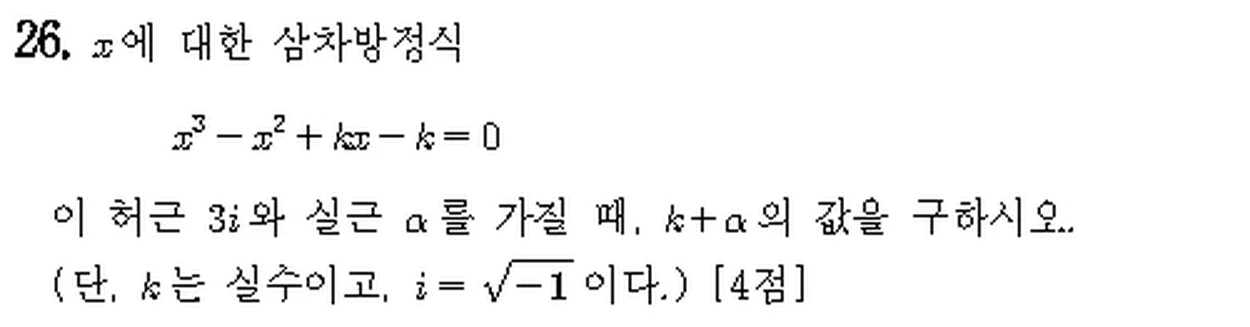 26. x에 대한 삼차방정식
x³ − x² + kx − k = 0
이 허근 3i와 실근 α를 가질 때, k+α의 값을 구하시오..
(단, k는 실수이고, i = √−1 이다.) [4점]